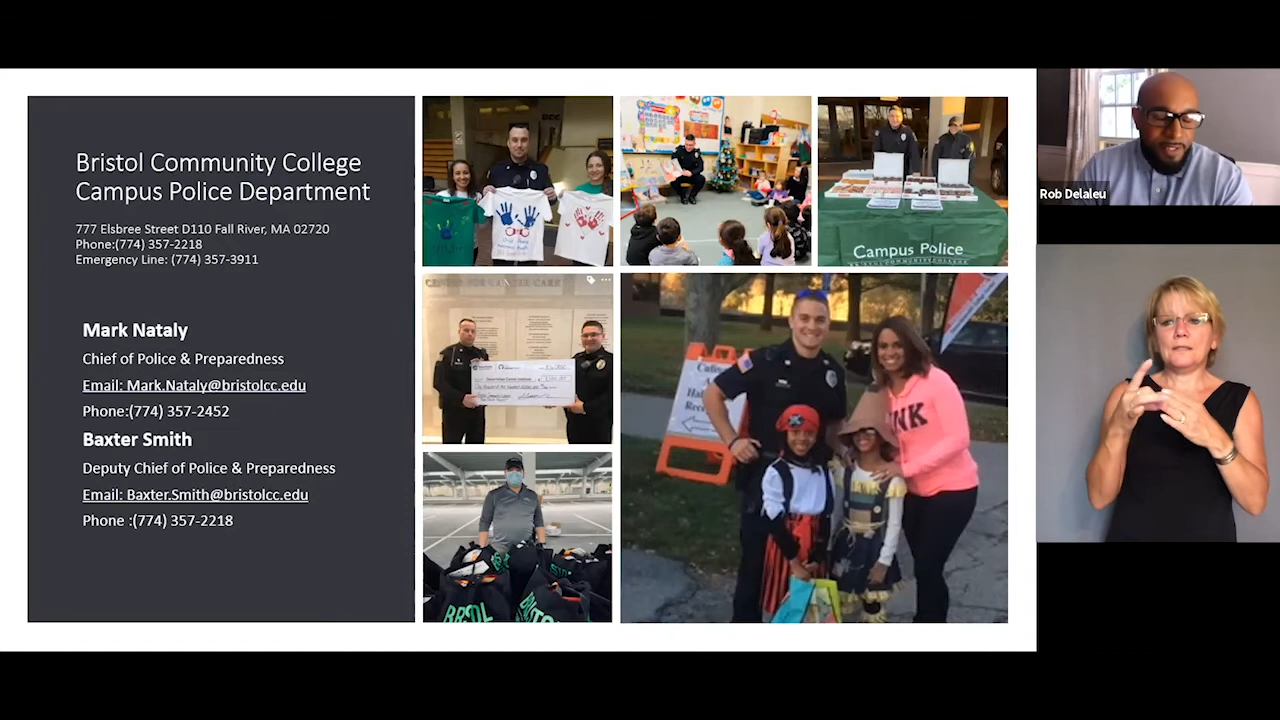 Bristol Community College
Campus Police Department
777 Elsbree Street D110 Fall River, MA 02720
Phone:(774) 357-2218
Emergency Line: (774) 357-3911
Mark Nataly
Chief of Police & Preparedness
Email: Mark.Nataly@bristolcc.edu
Phone:(774) 357-2452
Baxter Smith
Deputy Chief of Police & Preparedness
Email: Baxter.Smith@bristolcc.edu
Phone :(774) 357-2218
Campus Police
BRISTOL COMMUNITY COLLEGE
Rob Delaleu